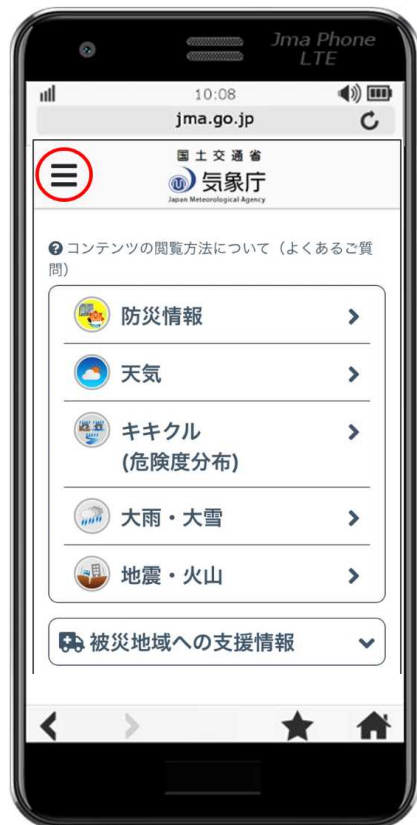 Jma Phone
LTE
10:08
jma.go.jp
国土交通省
気象庁
Japan Meteorological Agency
コンテンツの閲覧方法について（よくあるご質
問）
防災情報
天気
キキクル
(危険度分布)
大雨・大雪
地震・火山
被災地域への支援情報